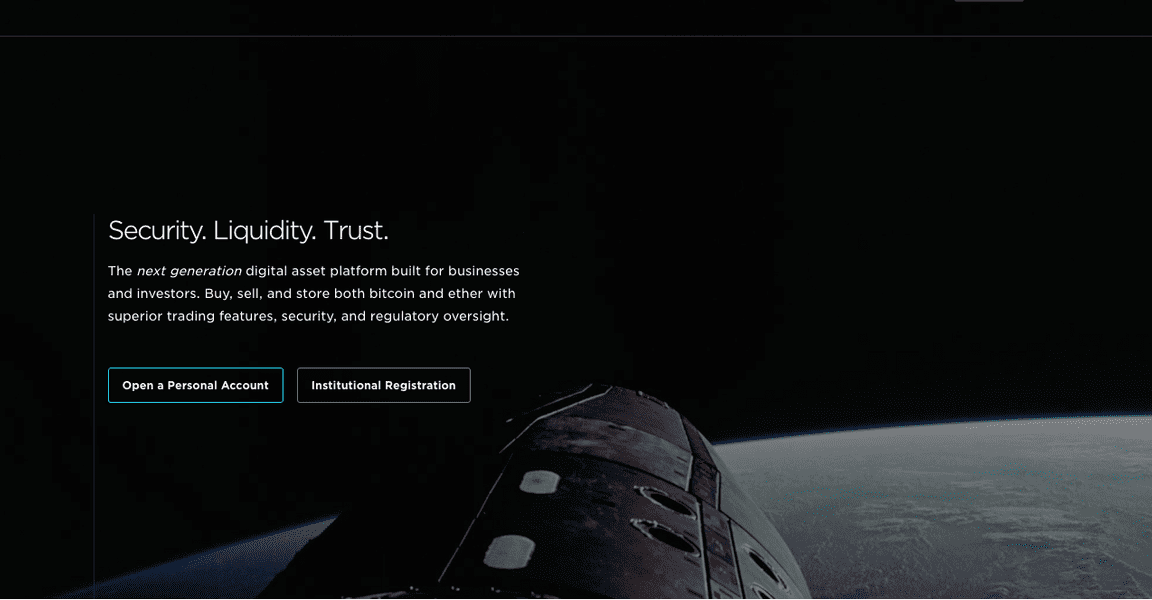 Security. Liquidity. Trust.
The next generation digital asset platform built for businesses
and investors. Buy, sell, and store both bitcoin and ether with
superior trading features, security, and regulatory oversight.
Open a Personal Account
Institutional Registration